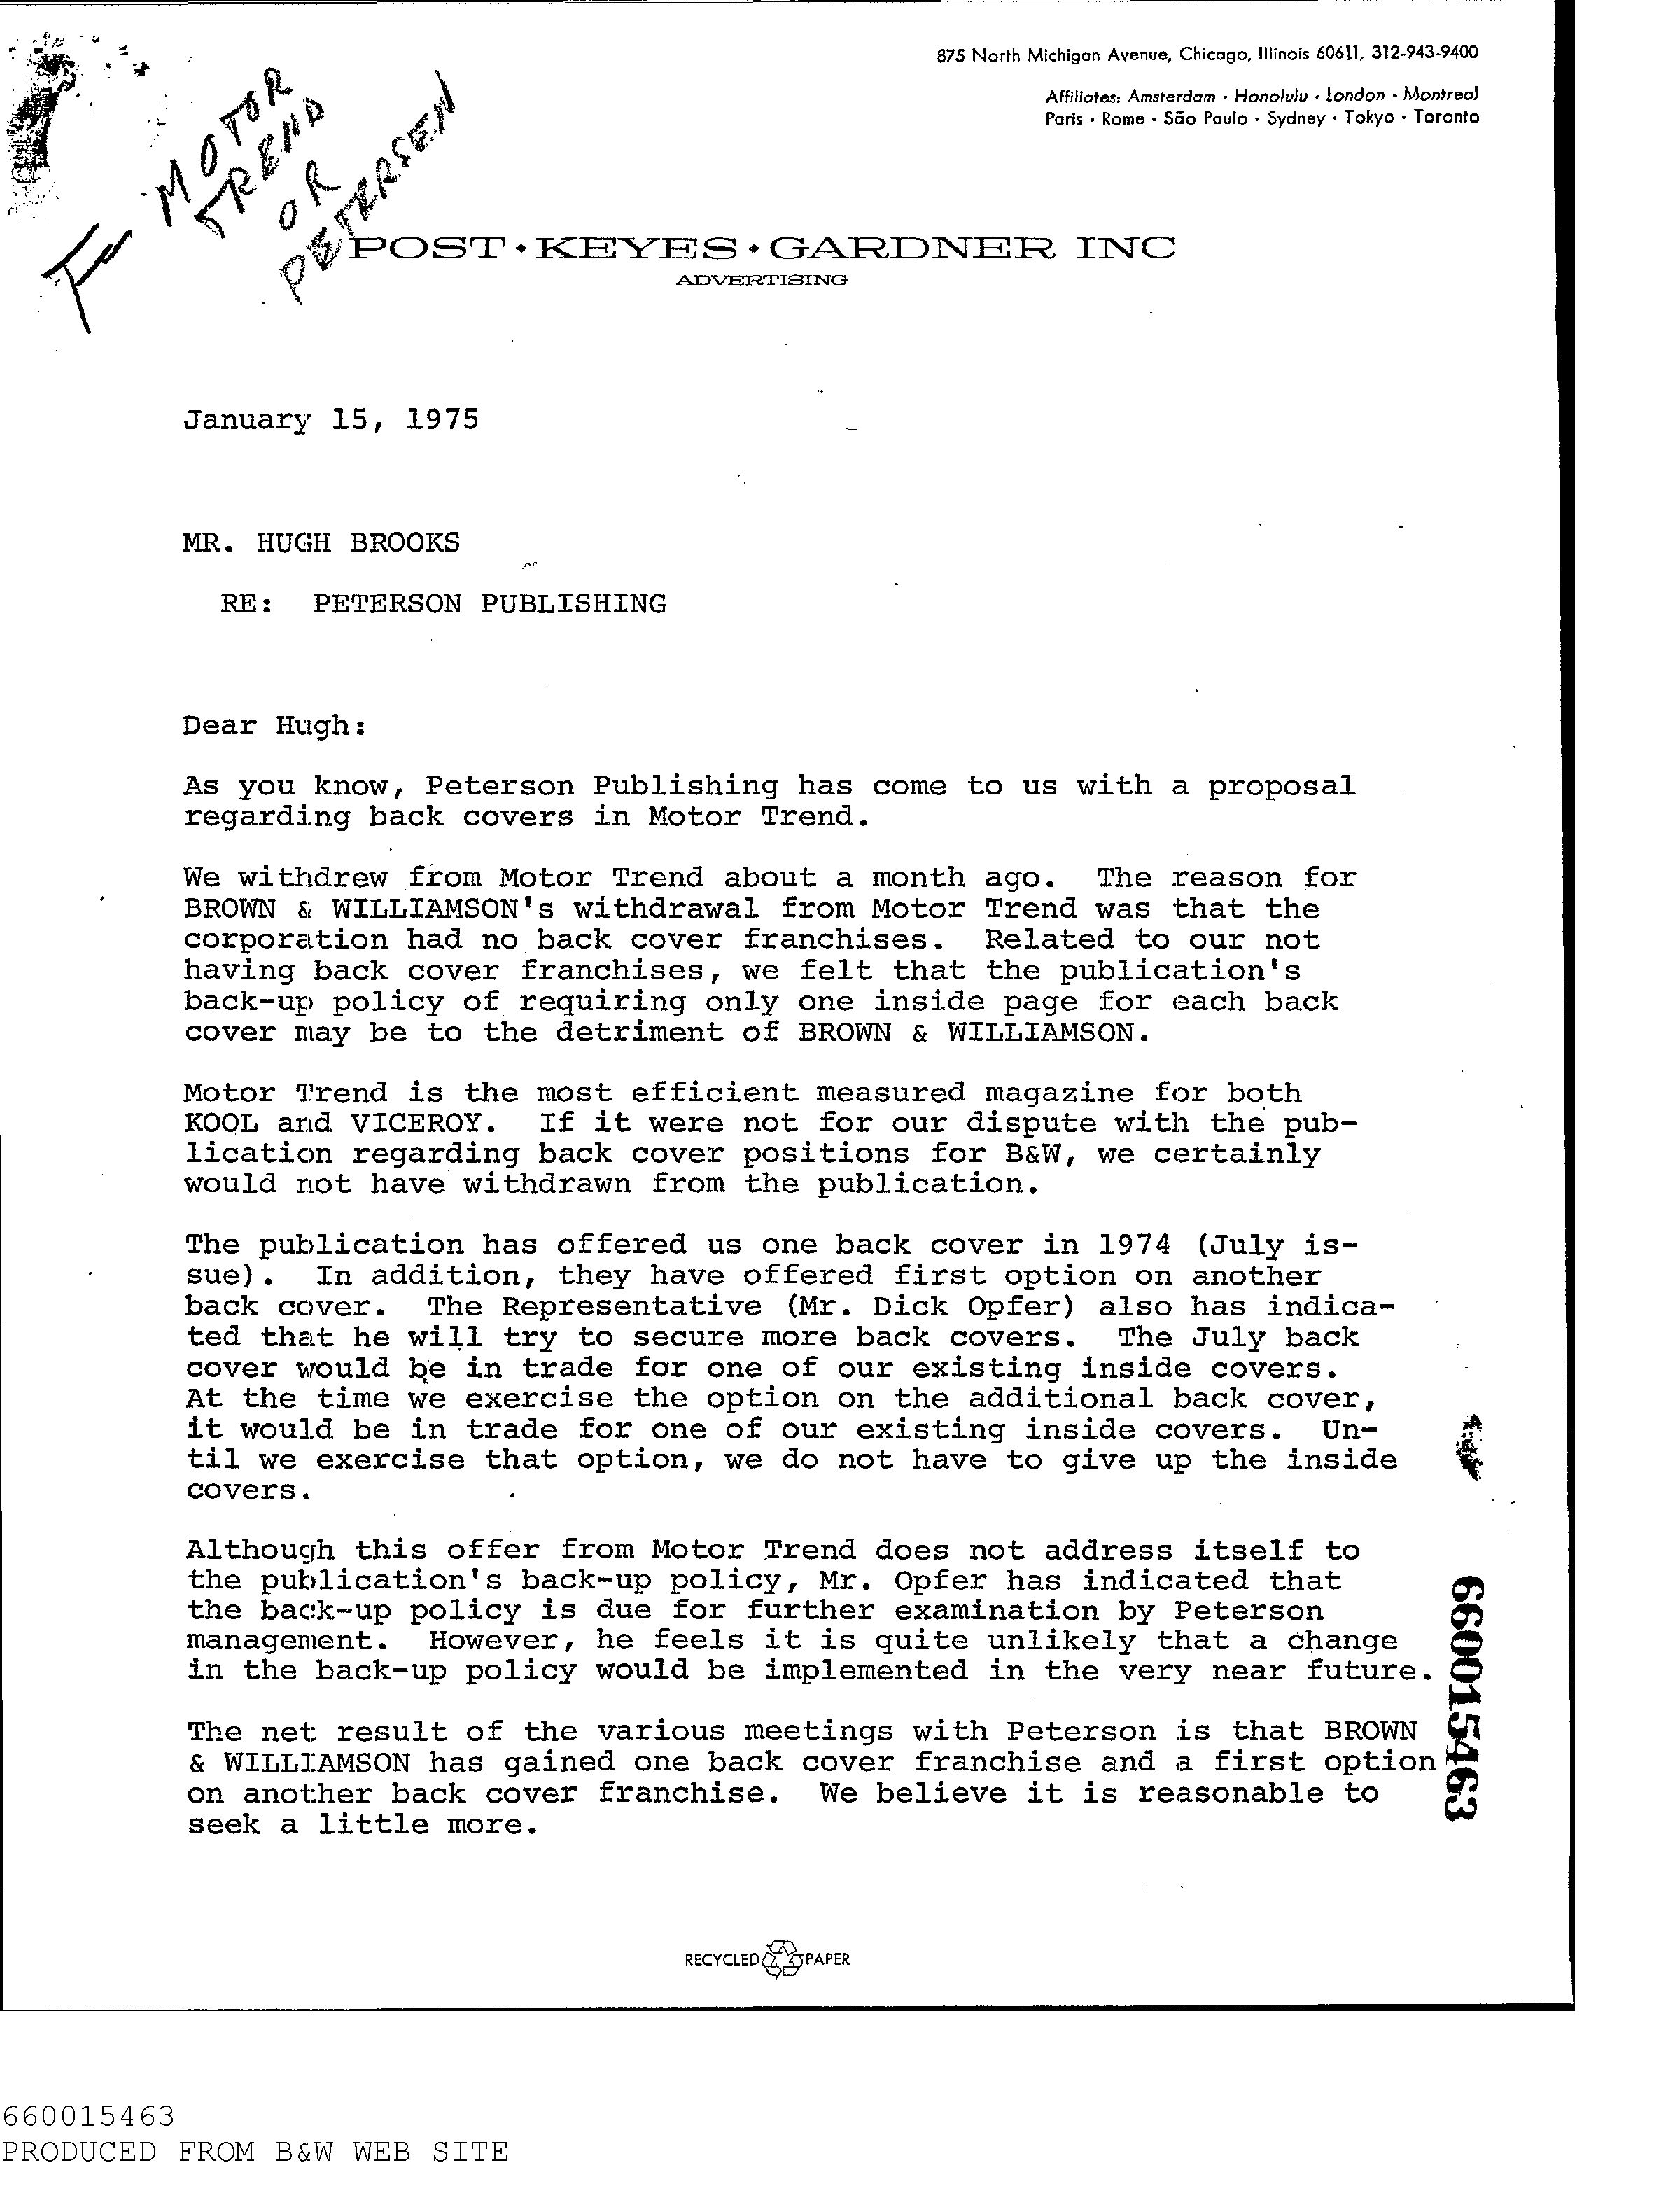 875 North Michigan Avenue, Chicago, Illinois 60611, 312-943-9400
Affiliates: Amsterdam · Honolulu · London · Montreal
Paris · Rome · São Paulo · Sydney · Tokyo · Toronto
MOTOR
TREND
OR
PETERSEN
POST·KEYES·GARDNER INC
ADVERTISING
January 15, 1975
MR. HUGH BROOKS
RE: PETERSON PUBLISHING
Dear Hugh:
As you know, Peterson Publishing has come to us with a proposal
regarding back covers in Motor Trend.
We withdrew from Motor Trend about a month ago. The reason for
BROWN & WILLIAMSON's withdrawal from Motor Trend was that the
corporation had no back cover franchises. Related to our not
having back cover franchises, we felt that the publication's
back-up policy of requiring only one inside page for each back
cover may be to the detriment of BROWN & WILLIAMSON.
Motor Trend is the most efficient measured magazine for both
KOOL and VICEROY. If it were not for our dispute with the pub-
lication regarding back cover positions for B&W, we certainly
would not have withdrawn from the publication.
The publication has offered us one back cover in 1974 (July is-
sue). In addition, they have offered first option on another
back cover. The Representative (Mr. Dick Opfer) also has indica-
ted that he will try to secure more back covers. The July back
cover would be in trade for one of our existing inside covers.
At the time we exercise the option on the additional back cover,
it would be in trade for one of our existing inside covers. Un-
til we exercise that option, we do not have to give up the inside
covers.
Although this offer from Motor Trend does not address itself to
the publication's back-up policy, Mr. Opfer has indicated that
the back-up policy is due for further examination by Peterson
management. However, he feels it is quite unlikely that a change
in the back-up policy would be implemented in the very near future.
The net result of the various meetings with Peterson is that BROWN
& WILLIAMSON has gained one back cover franchise and a first option
on another back cover franchise. We believe it is reasonable to
seek a little more.
660015463
RECYCLED PAPER
660015463
PRODUCED FROM B&W WEB SITE